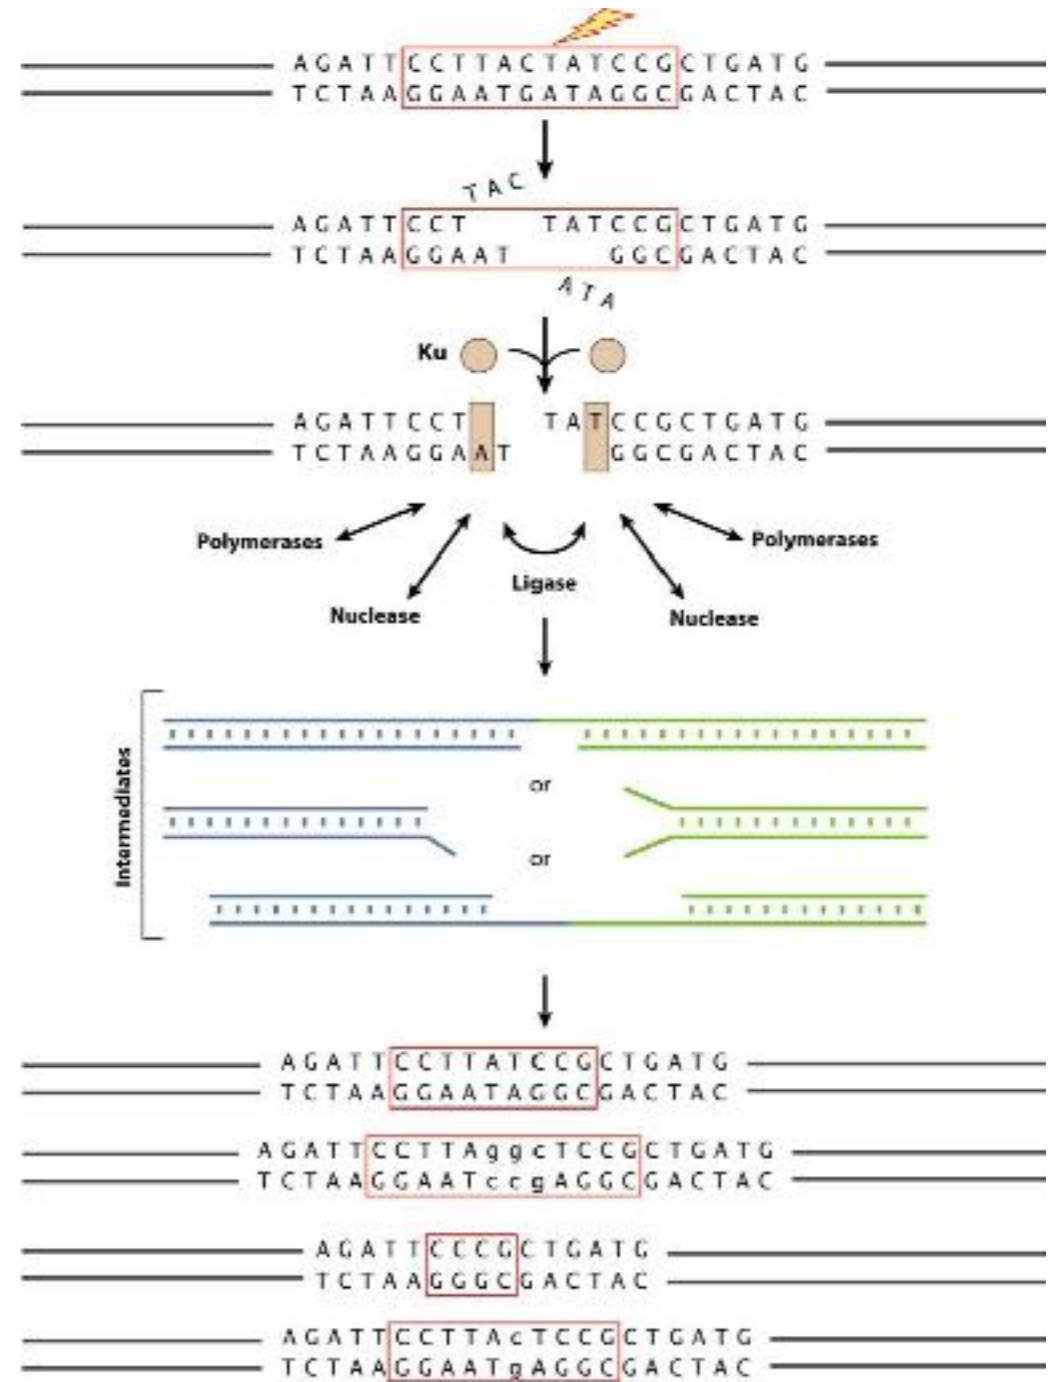 AGATTCCTTACTATCCGCTGATG
TCTAAGGAATGATAGGCGACTAC
TAC
AGATTCCT TATCCGCTGATG
TCTAAGGAAT GGCGACTAC
ATA
Ku
AGATTCCT TATCCGCTGATG
TCTAAGGAAT GGCGACTAC
Polymerases Polymerases
Ligase
Nuclease Nuclease
Intermediates
or
or
AGATTCCTTATCCGCTGATG
TCTAAGGAATAGGCGACTAC
AGATTCCTTAggcTCCGCTGATG
TCTAAGGAATccgAGGCGACTAC
AGATTCCCGCTGATG
TCTAAGGGCGACTAC
AGATTCCTTAcTCCGCTGATG
TCTAAGGAATgAGGCGACTAC